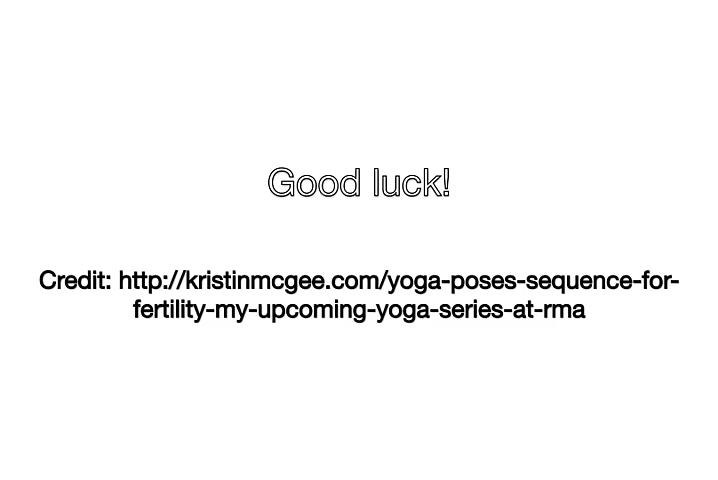 Good luck!
Credit: http://kristinmcgee.com/yoga-poses-sequence-for-
fertility-my-upcoming-yoga-series-at-rma